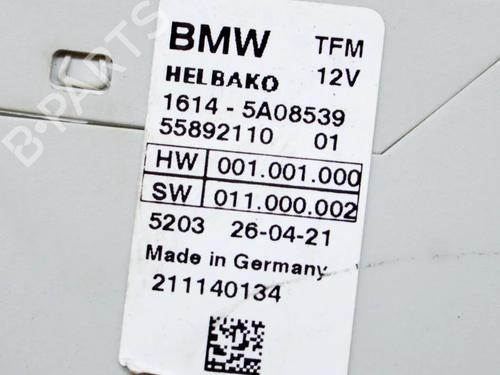 BMW TFM
HELBAKO 12V
1614 - 5A08539
55892110 01
HW 001.001.000
SW 011.000.002
5203 26-04-21
Made in Germany
211140134
B-PARTS